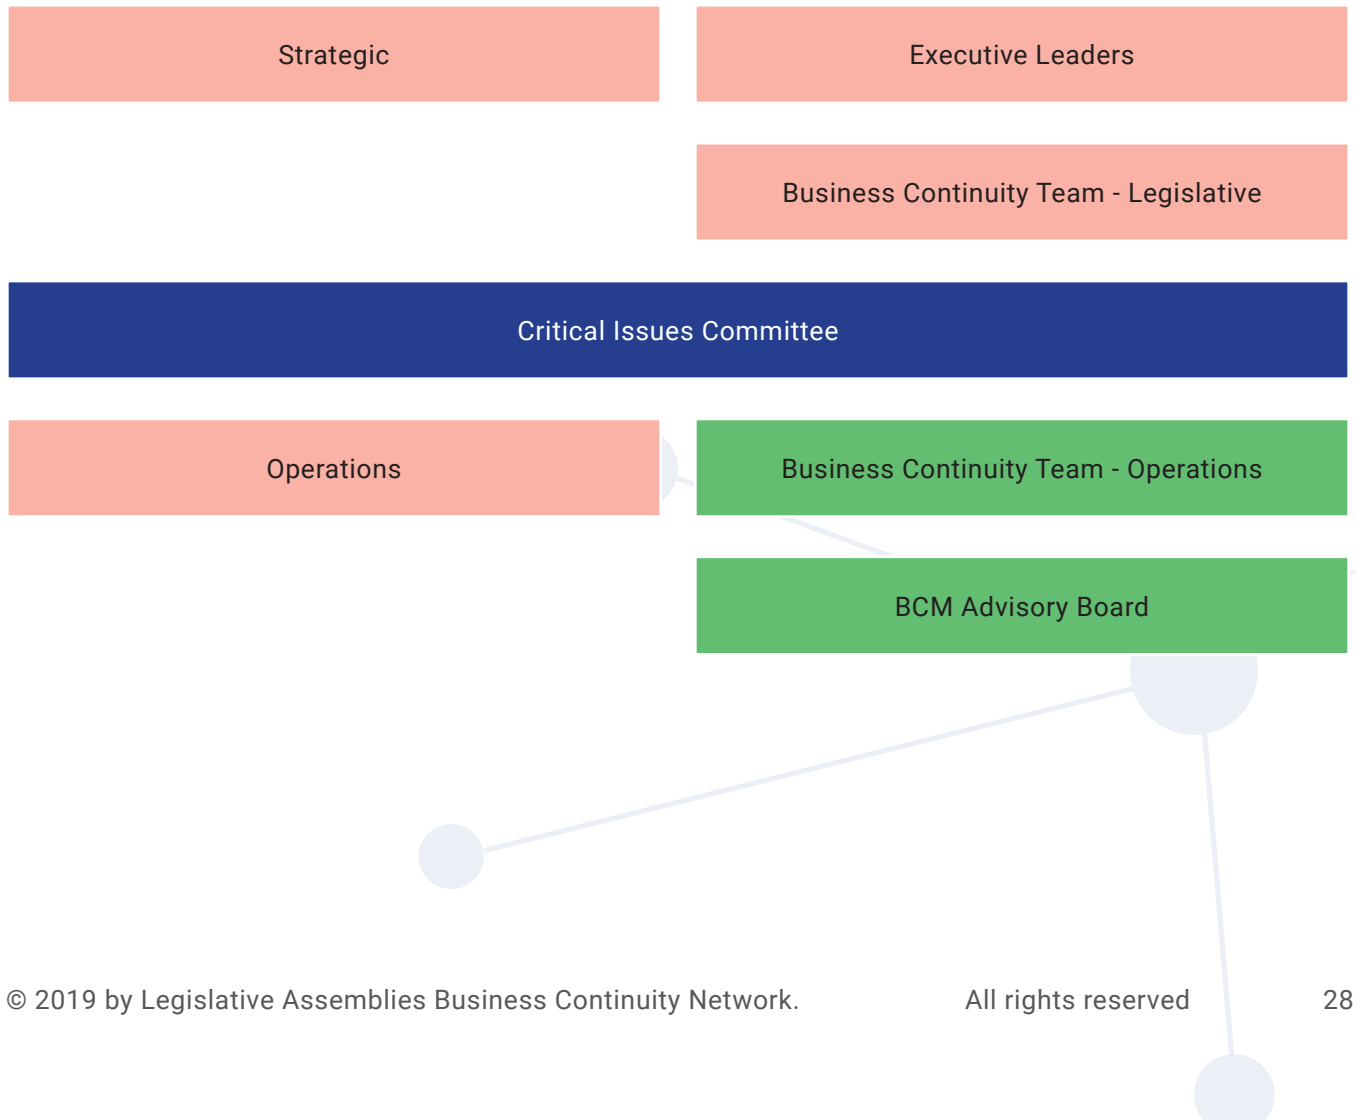 Strategic
Executive Leaders
Business Continuity Team - Legislative
Critical Issues Committee
Operations
Business Continuity Team - Operations
BCM Advisory Board
© 2019 by Legislative Assemblies Business Continuity Network. All rights reserved 28